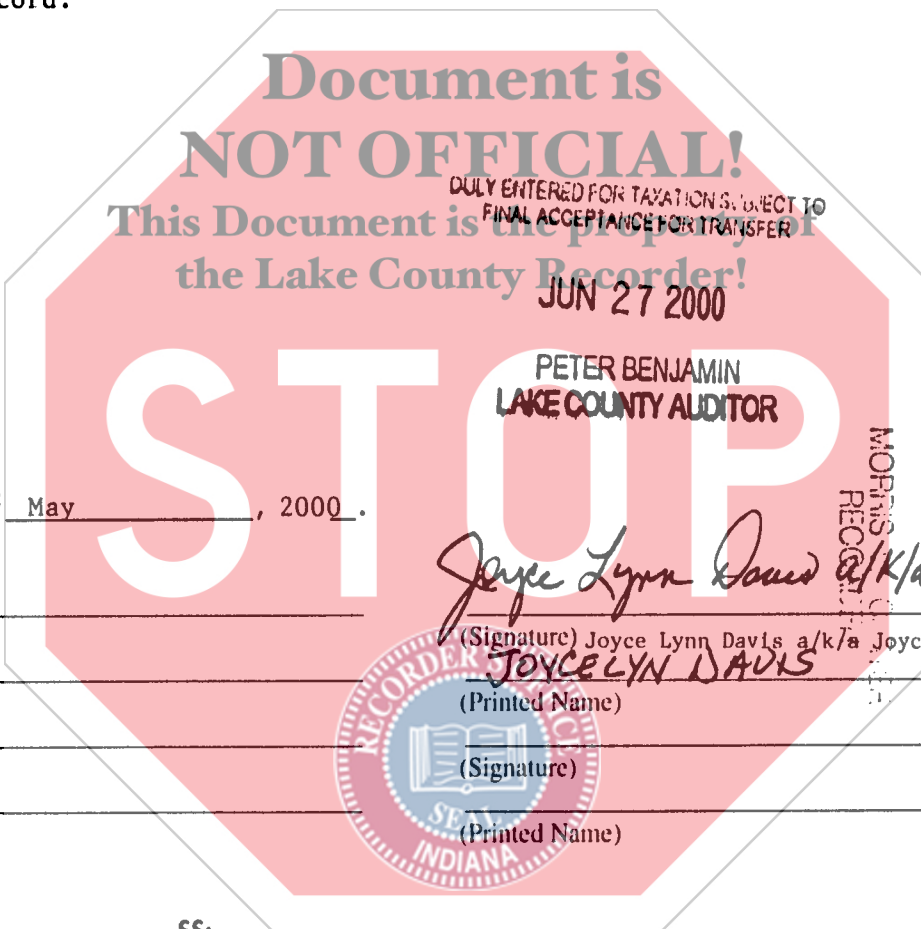 cord.
Document is
NOT OFFICIAL!
DULY ENTERED FOR TAXATION SUBJECT TO
FINAL ACCEPTANCE FOR TRANSFER
This Document is the property of
the Lake County Recorder!
JUN 27 2000
PETER BENJAMIN
LAKE COUNTY AUDITOR
STOP
MORRIS
RECORDER
May , 2000 .
Joyce Lynn Davis a/k/a
(Signature) Joyce Lynn Davis a/k/a Joyc
JOYCELYN DAVIS
(Printed Name)
(Signature)
(Printed Name)
RECORDER'S OFFICE
SEAL
INDIANA
ss.